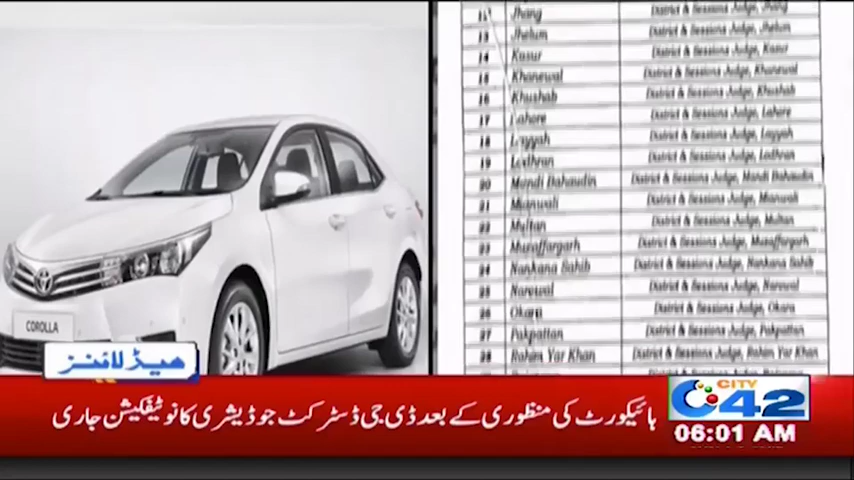 12 Jhang District & Sessions Judge, Jhang
13 Jhelum District & Sessions Judge, Jhelum
14 Kasur District & Sessions Judge, Kasur
15 Khanewal District & Sessions Judge, Khanewal
16 Khushab District & Sessions Judge, Khushab
17 Lahore District & Sessions Judge, Lahore
18 Layyah District & Sessions Judge, Layyah
19 Lodhran District & Sessions Judge, Lodhran
20 Mandi Bahaudin District & Sessions Judge, Mandi Bahaudin
21 Mianwali District & Sessions Judge, Mianwali
22 Multan District & Sessions Judge, Multan
23 Muzaffargarh District & Sessions Judge, Muzaffargarh
24 Nankana Sahib District & Sessions Judge, Nankana Sahib
25 Narowal District & Sessions Judge, Narowal
26 Okara District & Sessions Judge, Okara
27 Pakpattan District & Sessions Judge, Pakpattan
28 Rahim Yar Khan District & Sessions Judge, Rahim Yar Khan
COROLLA
ہیڈلائنز
ہائیکورٹ کی منظوری کے بعد ڈی جی ڈسٹرکٹ جوڈیشری کا نوٹیفکیشن جاری
CITY
42
06:01 AM